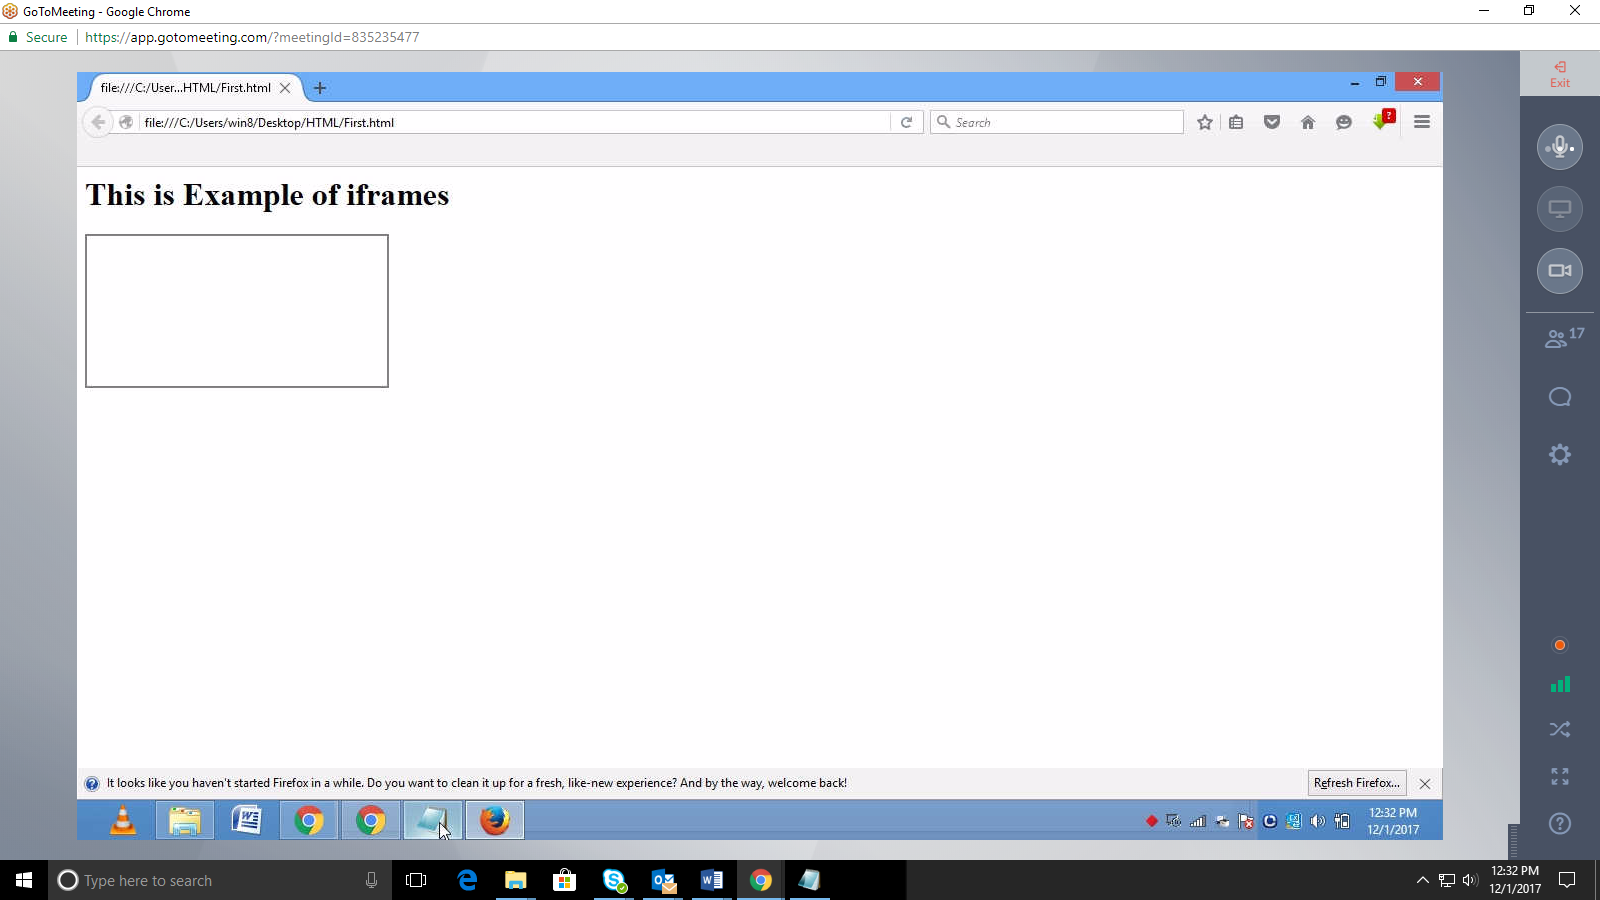 GoToMeeting - Google Chrome
Secure
https://app.gotomeeting.com/?meetingId=835235477
Exit
file:///C:/User...HTML/First.html
file:///C:/Users/win8/Desktop/HTML/First.html
Search
?
This is Example of iframes
17
It looks like you haven't started Firefox in a while. Do you want to clean it up for a fresh, like-new experience? And by the way, welcome back!
Refresh Firefox...
12:32 PM
12/1/2017
Type here to search
12:32 PM
12/1/2017